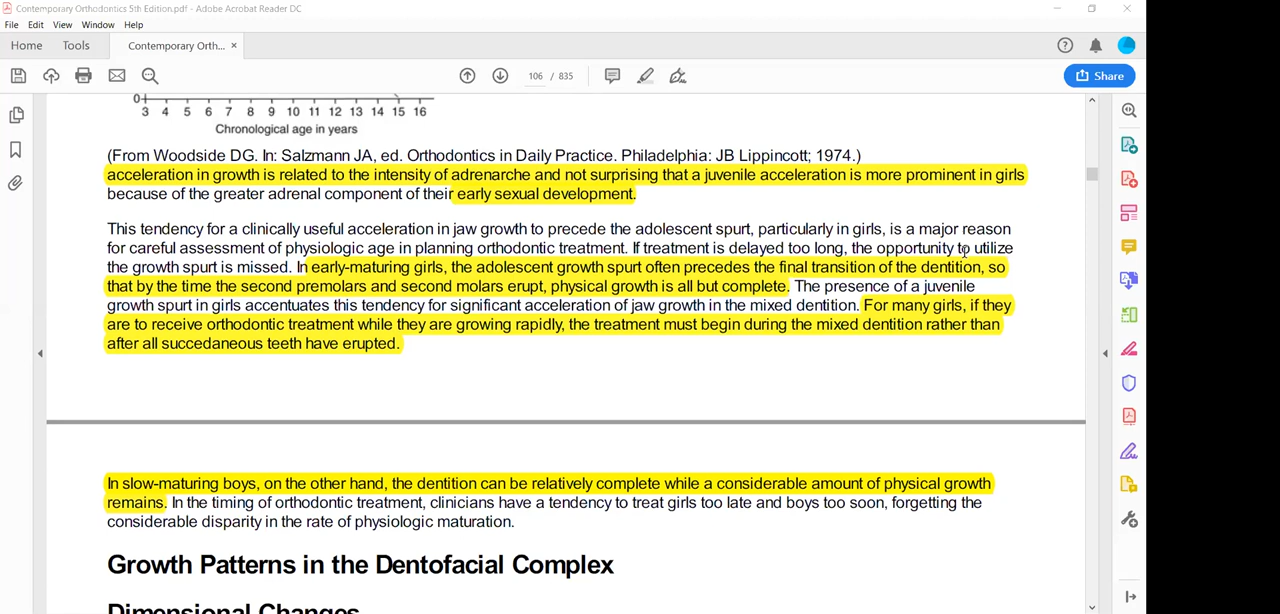 Contemporary Orthodontics 5th Edition.pdf - Adobe Acrobat Reader DC
File Edit View Window Help
Home Tools Contemporary Orth... ×
106 / 835
Share
0
3 4 5 6 7 8 9 10 11 12 13 14 15 16
Chronological age in years
(From Woodside DG. In: Salzmann JA, ed. Orthodontics in Daily Practice. Philadelphia: JB Lippincott; 1974.)
acceleration in growth is related to the intensity of adrenarche and not surprising that a juvenile acceleration is more prominent in girls
because of the greater adrenal component of their early sexual development.
This tendency for a clinically useful acceleration in jaw growth to precede the adolescent spurt, particularly in girls, is a major reason
for careful assessment of physiologic age in planning orthodontic treatment. If treatment is delayed too long, the opportunity to utilize
the growth spurt is missed. In early-maturing girls, the adolescent growth spurt often precedes the final transition of the dentition, so
that by the time the second premolars and second molars erupt, physical growth is all but complete. The presence of a juvenile
growth spurt in girls accentuates this tendency for significant acceleration of jaw growth in the mixed dentition. For many girls, if they
are to receive orthodontic treatment while they are growing rapidly, the treatment must begin during the mixed dentition rather than
after all succedaneous teeth have erupted.
In slow-maturing boys, on the other hand, the dentition can be relatively complete while a considerable amount of physical growth
remains. In the timing of orthodontic treatment, clinicians have a tendency to treat girls too late and boys too soon, forgetting the
considerable disparity in the rate of physiologic maturation.
Growth Patterns in the Dentofacial Complex
Dimensional Changes